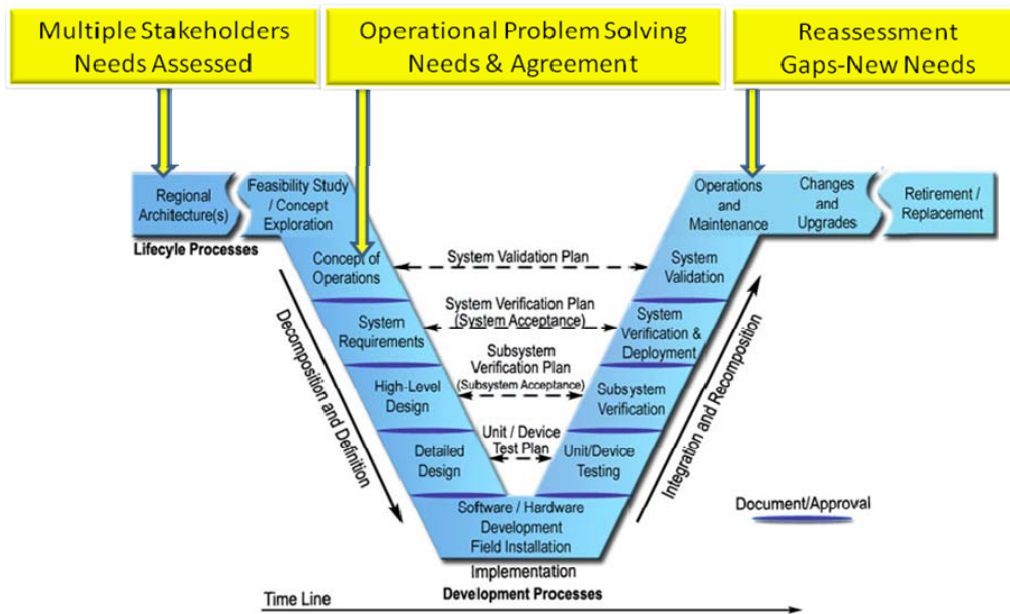 Multiple Stakeholders
Needs Assessed
Operational Problem Solving
Needs & Agreement
Reassessment
Gaps-New Needs
Regional
Architecture(s)
Feasibility Study
/ Concept
Exploration
Operations
and
Maintenance
Changes
and
Upgrades
Retirement /
Replacement
Lifecyle Processes
Concept of
Operations
System Validation Plan
System
Validation
System
Requirements
System Verification Plan
(System Acceptance)
System
Verification &
Deployment
High-Level
Design
Subsystem
Verification Plan
(Subsystem Acceptance)
Subsystem
Verification
Detailed
Design
Unit / Device
Test Plan
Unit/Device
Testing
Decomposition and Definition
Integration and Recomposition
Software / Hardware
Development
Field Installation
Implementation
Document/Approval
Time Line
Development Processes